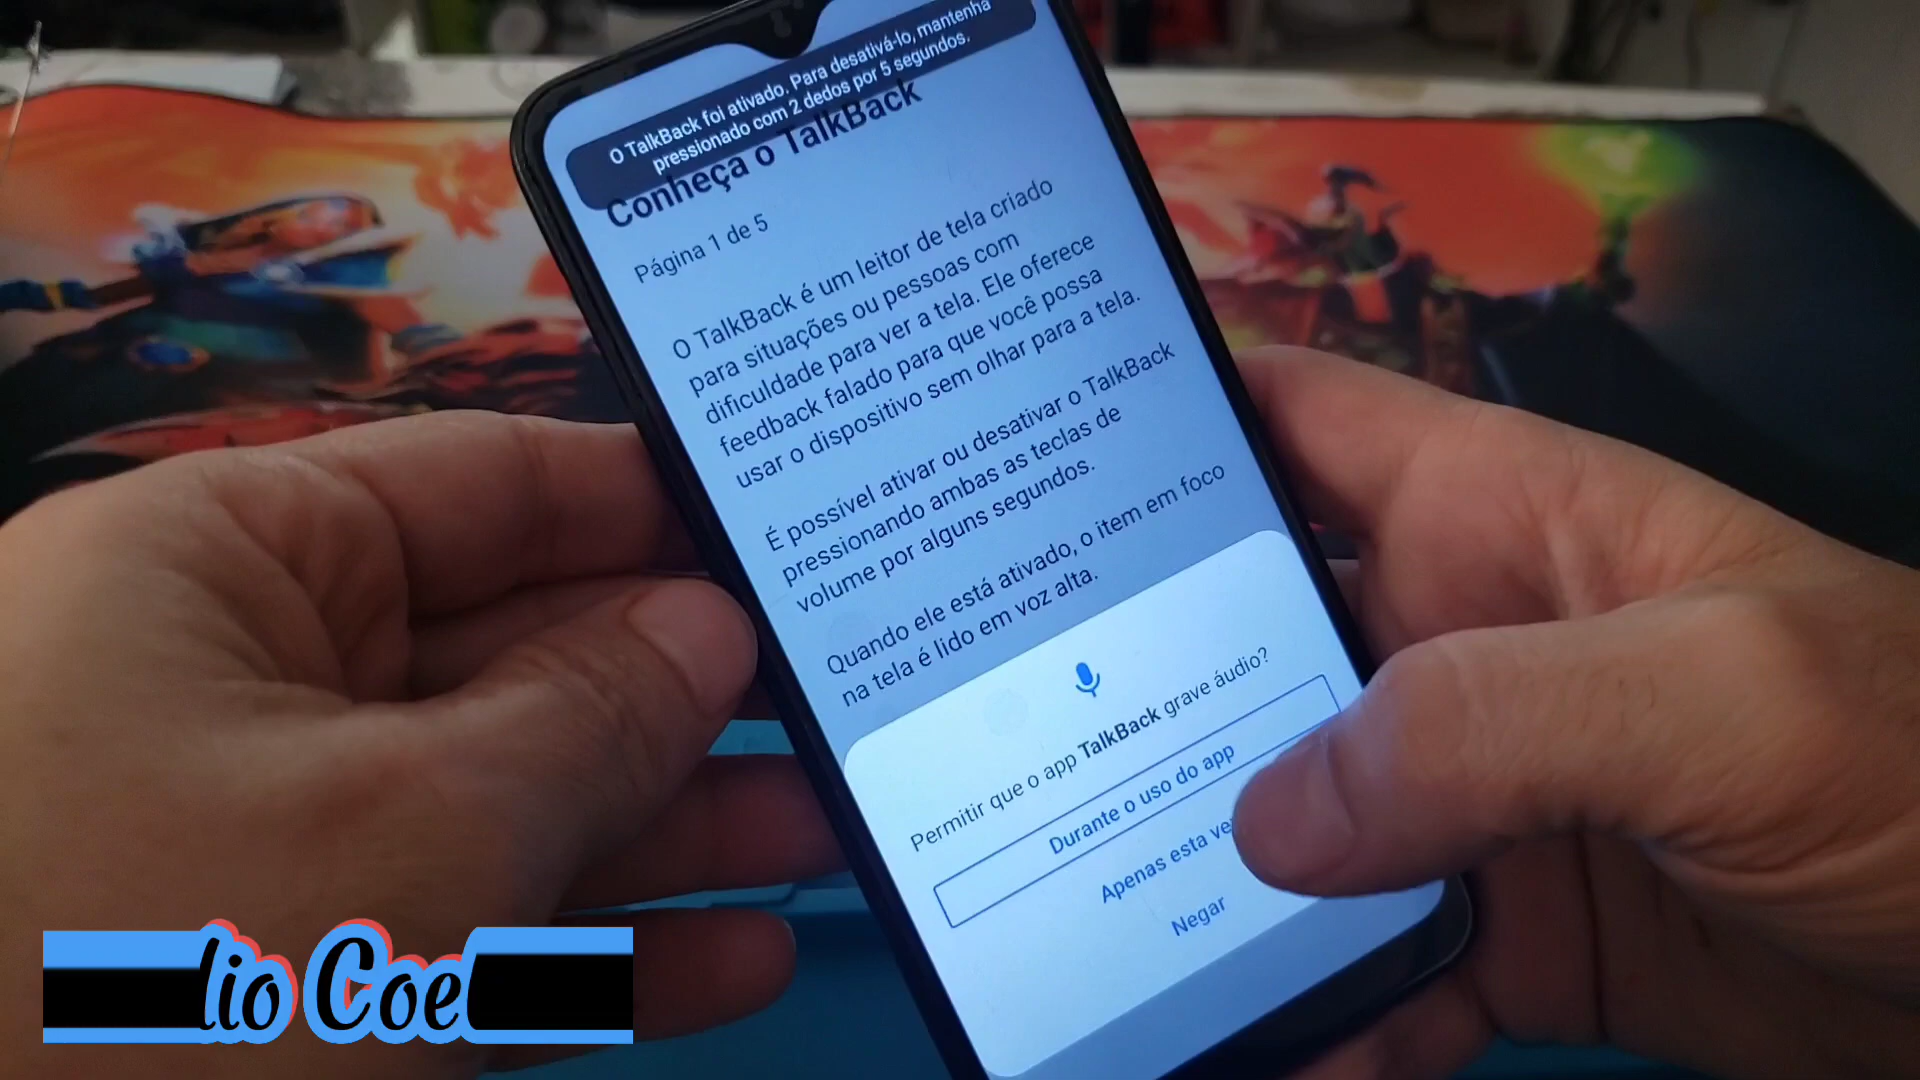 O TalkBack foi ativado. Para desativá-lo, mantenha
pressionado com 2 dedos por 5 segundos.
Conheça o TalkBack
Página 1 de 5
O TalkBack é um leitor de tela criado
para situações ou pessoas com
dificuldade para ver a tela. Ele oferece
feedback falado para que você possa
usar o dispositivo sem olhar para a tela.
É possível ativar ou desativar o TalkBack
pressionando ambas as teclas de
volume por alguns segundos.
Quando ele está ativado, o item em foco
na tela é lido em voz alta.
Permitir que o app TalkBack grave áudio?
Durante o uso do app
Apenas esta ve
Negar
lio Coe